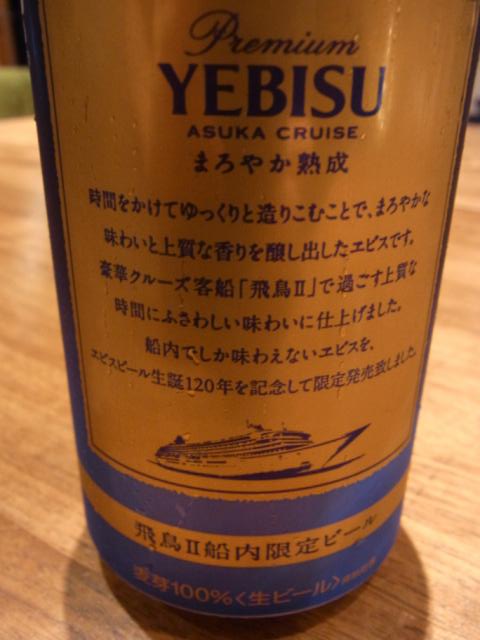 Premium
YEBISU
ASUKA CRUISE
まろやか熟成
時間をかけてゆっくりと造りこむことで、まろやかな
味わいと上質な香りを醸し出したヱビスです。
豪華クルーズ客船「飛鳥Ⅱ」で過ごす上質な
時間にふさわしい味わいに仕上げました。
船内でしか味わえないヱビスを、
ヱビスビール生誕120年を記念して限定発売致しました。
飛鳥Ⅱ船内限定ビール
麦芽100%〈生ビール〉